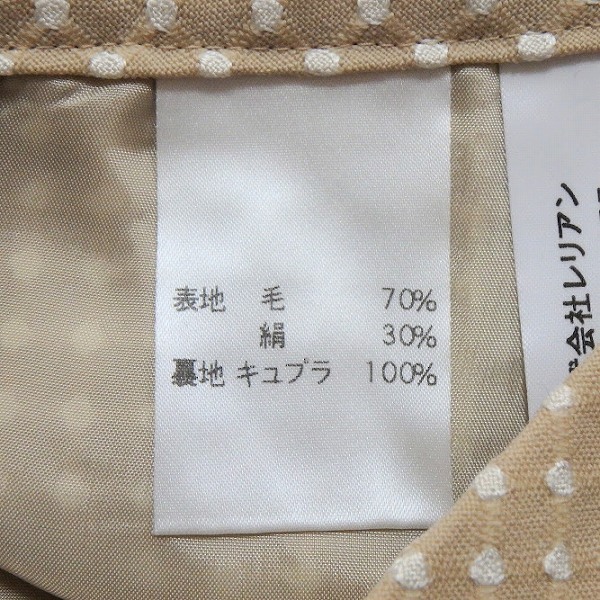 表地 毛 70%
絹 30%
裏地 キュプラ 100%
会社レリアン